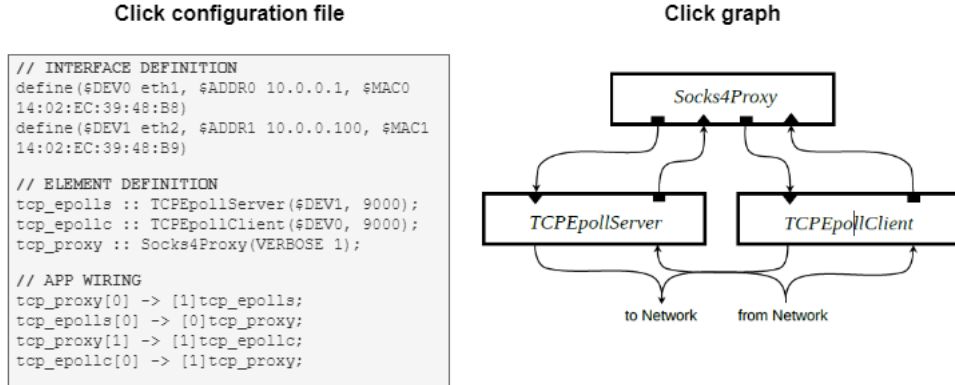 Click configuration file
// INTERFACE DEFINITION
define($DEV0 eth1, $ADDR0 10.0.0.1, $MAC0
14:02:EC:39:48:B8)
define($DEV1 eth2, $ADDR1 10.0.0.100, $MAC1
14:02:EC:39:48:B9)
// ELEMENT DEFINITION
tcp_epolls :: TCPEpollServer($DEV1, 9000);
tcp_epollc :: TCPEpollClient($DEV0, 9000);
tcp_proxy :: Socks4Proxy(VERBOSE 1);
// APP WIRING
tcp_proxy[0] -> [1]tcp_epolls;
tcp_epolls[0] -> [0]tcp_proxy;
tcp_proxy[1] -> [1]tcp_epollc;
tcp_epollc[0] -> [1]tcp_proxy;
Click graph
Socks4Proxy
TCPEpollServer
TCPEpollClient
to Network
from Network